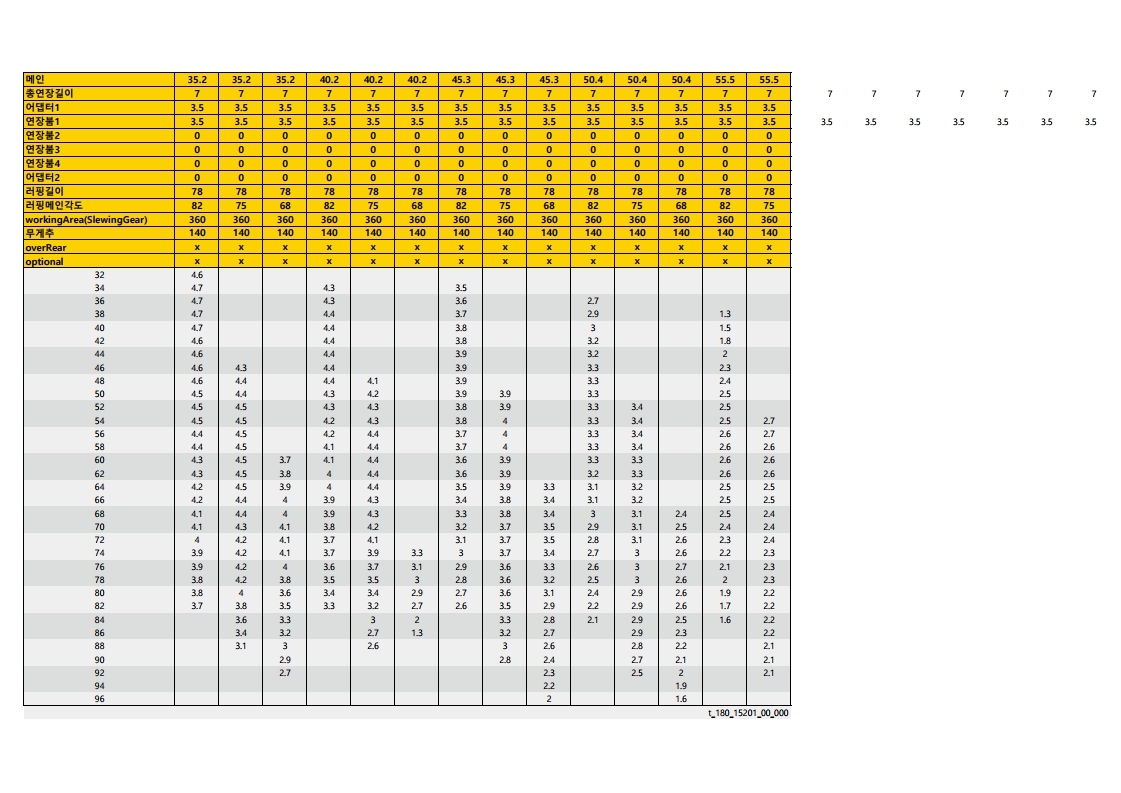 메인 35.2 35.2 35.2 40.2 40.2 40.2 45.3 45.3 45.3 50.4 50.4 50.4 55.5 55.5
총연장길이 7 7 7 7 7 7 7 7 7 7 7 7 7 7 7 7 7 7 7 7 7
어댑터1 3.5 3.5 3.5 3.5 3.5 3.5 3.5 3.5 3.5 3.5 3.5 3.5 3.5 3.5
연장붐1 3.5 3.5 3.5 3.5 3.5 3.5 3.5 3.5 3.5 3.5 3.5 3.5 3.5 3.5 3.5 3.5 3.5 3.5 3.5 3.5 3.5
연장붐2 0 0 0 0 0 0 0 0 0 0 0 0 0 0
연장붐3 0 0 0 0 0 0 0 0 0 0 0 0 0 0
연장붐4 0 0 0 0 0 0 0 0 0 0 0 0 0 0
어댑터2 0 0 0 0 0 0 0 0 0 0 0 0 0 0
러핑길이 78 78 78 78 78 78 78 78 78 78 78 78 78 78
러핑메인각도 82 75 68 82 75 68 82 75 68 82 75 68 82 75
workingArea(SlewingGear) 360 360 360 360 360 360 360 360 360 360 360 360 360 360
무게추 140 140 140 140 140 140 140 140 140 140 140 140 140 140
overRear x x x x x x x x x x x x x x
optional x x x x x x x x x x x x x x
32 4.6
34 4.7 4.3 3.5
36 4.7 4.3 3.6 2.7
38 4.7 4.4 3.7 2.9 1.3
40 4.7 4.4 3.8 3 1.5
42 4.6 4.4 3.8 3.2 1.8
44 4.6 4.4 3.9 3.2 2
46 4.6 4.3 4.4 3.9 3.3 2.3
48 4.6 4.4 4.4 4.1 3.9 3.3 2.4
50 4.5 4.4 4.3 4.2 3.9 3.9 3.3 2.5
52 4.5 4.5 4.3 4.3 3.8 3.9 3.3 3.4 2.5
54 4.5 4.5 4.2 4.3 3.8 4 3.3 3.4 2.5 2.7
56 4.4 4.5 4.2 4.4 3.7 4 3.3 3.4 2.6 2.7
58 4.4 4.5 4.1 4.4 3.7 4 3.3 3.4 2.6 2.6
60 4.3 4.5 3.7 4.1 4.4 3.6 3.9 3.3 3.3 2.6 2.6
62 4.3 4.5 3.8 4 4.4 3.6 3.9 3.2 3.3 2.6 2.6
64 4.2 4.5 3.9 4 4.4 3.5 3.9 3.3 3.1 3.2 2.5 2.5
66 4.2 4.4 4 3.9 4.3 3.4 3.8 3.4 3.1 3.2 2.5 2.5
68 4.1 4.4 4 3.9 4.3 3.3 3.8 3.4 3 3.1 2.4 2.5 2.4
70 4.1 4.3 4.1 3.8 4.2 3.2 3.7 3.5 2.9 3.1 2.5 2.4 2.4
72 4 4.2 4.1 3.7 4.1 3.1 3.7 3.5 2.8 3.1 2.6 2.3 2.4
74 3.9 4.2 4.1 3.7 3.9 3.3 3 3.7 3.4 2.7 3 2.6 2.2 2.3
76 3.9 4.2 4 3.6 3.7 3.1 2.9 3.6 3.3 2.6 3 2.7 2.1 2.3
78 3.8 4.2 3.8 3.5 3.5 3 2.8 3.6 3.2 2.5 3 2.6 2 2.3
80 3.8 4 3.6 3.4 3.4 2.9 2.7 3.6 3.1 2.4 2.9 2.6 1.9 2.2
82 3.7 3.8 3.5 3.3 3.2 2.7 2.6 3.5 2.9 2.2 2.9 2.6 1.7 2.2
84 3.6 3.3 3 2 3.3 2.8 2.1 2.9 2.5 1.6 2.2
86 3.4 3.2 2.7 1.3 3.2 2.7 2.9 2.3 2.2
88 3.1 3 2.6 3 2.6 2.8 2.2 2.1
90 2.9 2.8 2.4 2.7 2.1 2.1
92 2.7 2.3 2.5 2 2.1
94 2.2 1.9
96 2 1.6
t_180_15201_00_000